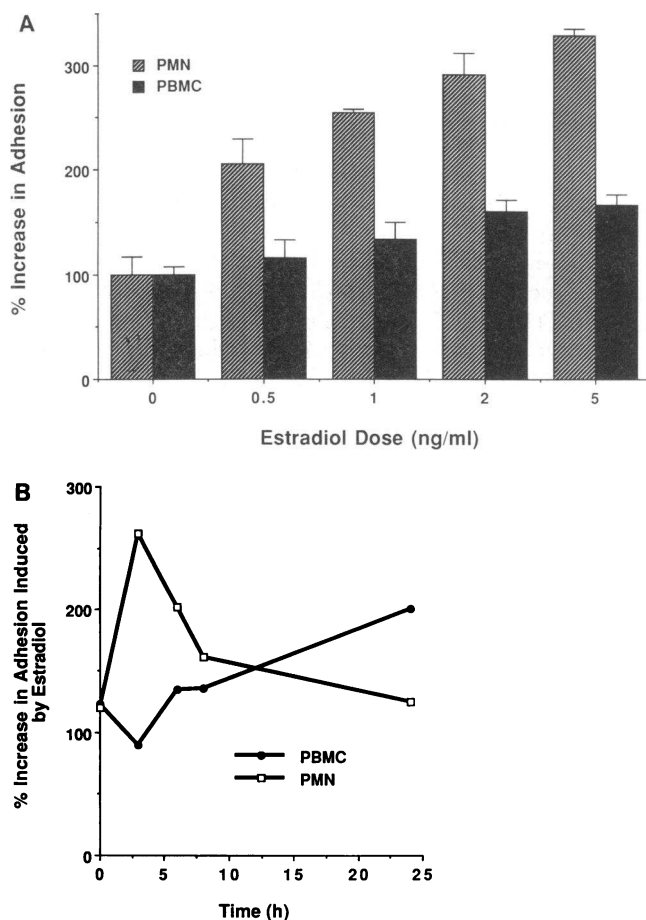 A
% Increase in Adhesion
300
200
100
0
PMN
PBMC
0 0.5 1 2 5
Estradiol Dose (ng/ml)
B
% Increase in Adhesion Induced
by Estradiol
300
200
100
0
PBMC
PMN
0 5 10 15 20 25
Time (h)